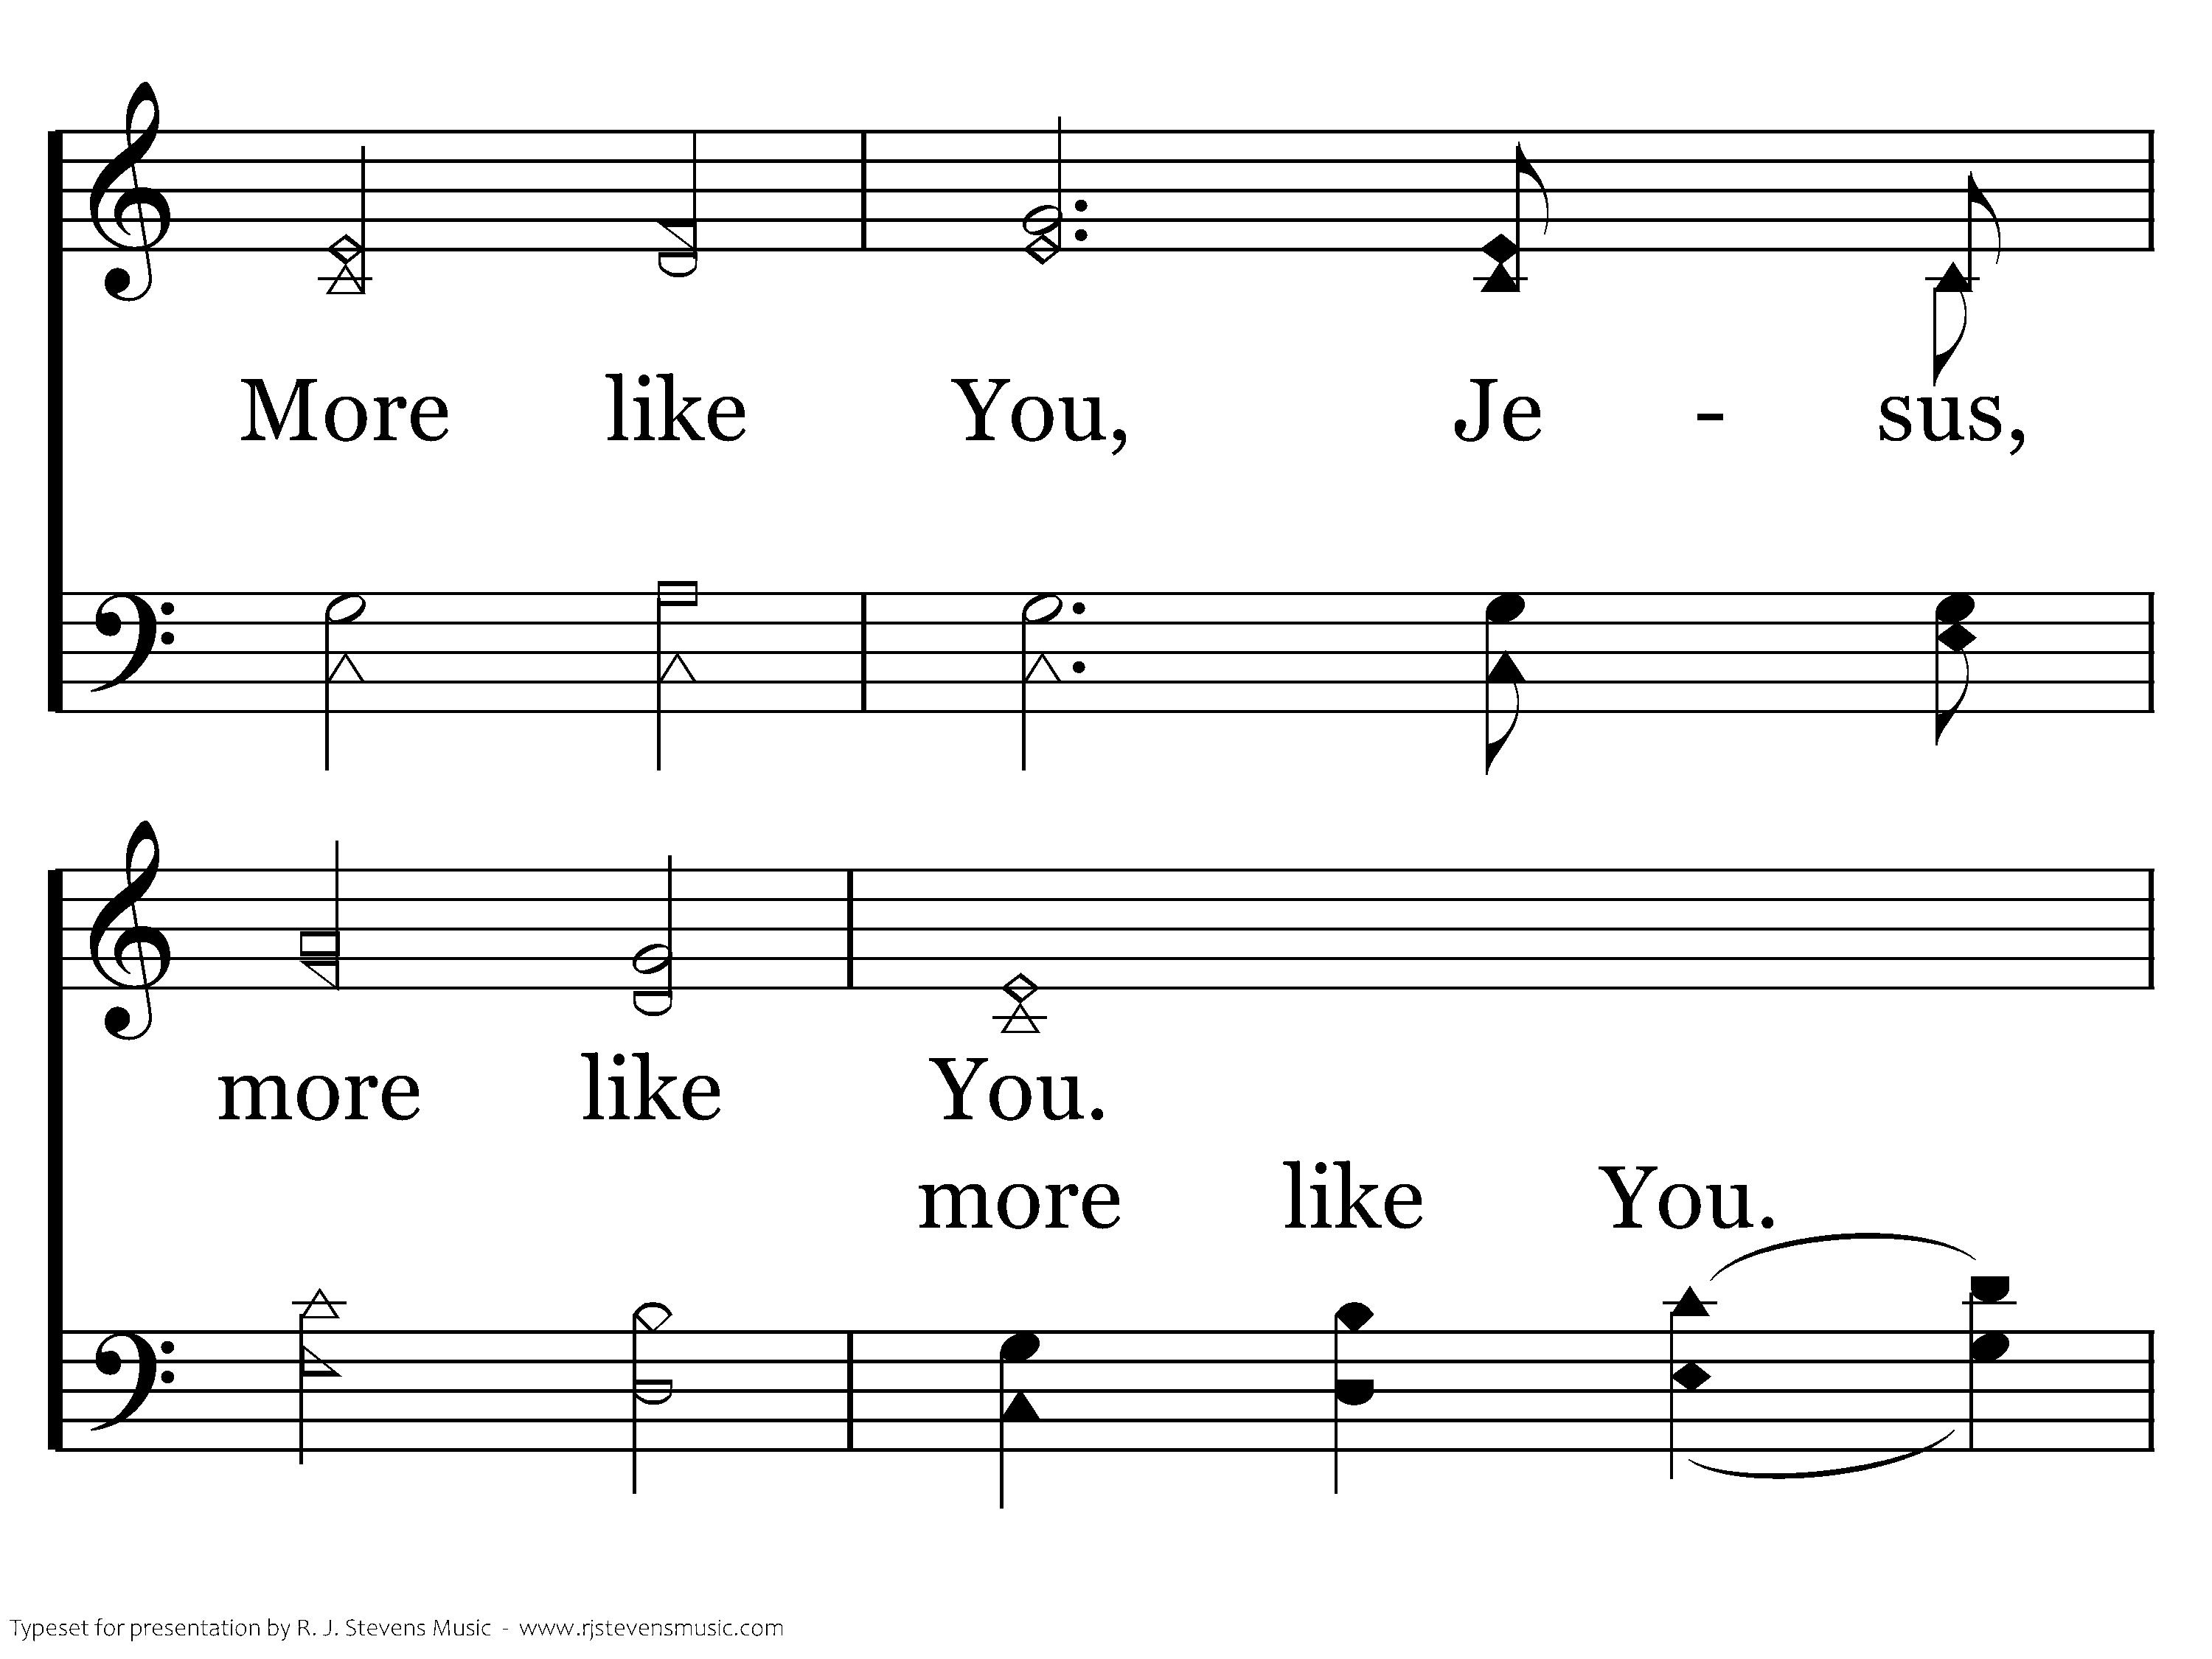 More like You, Je - sus,
more like You.
more like You.
Typeset for presentation by R. J. Stevens Music - www.rjstevensmusic.com